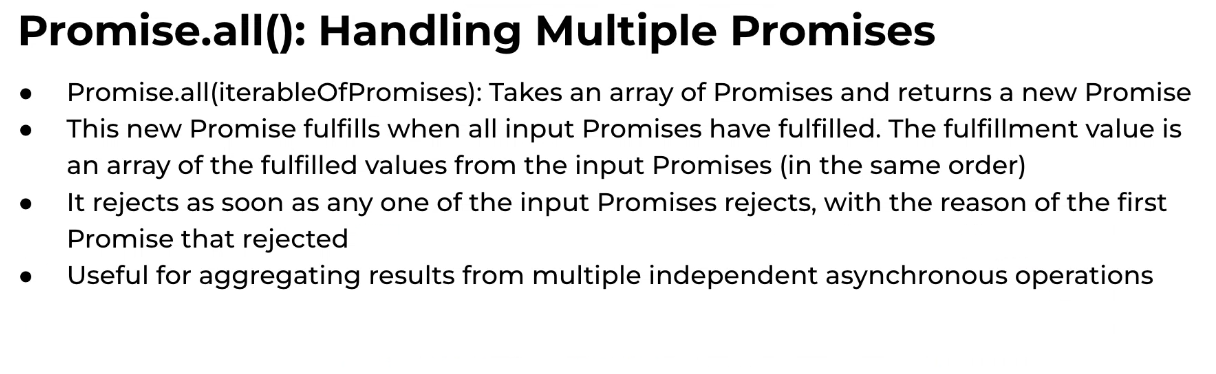 Promise.all(): Handling Multiple Promises
● Promise.all(iterableOfPromises): Takes an array of Promises and returns a new Promise
● This new Promise fulfills when all input Promises have fulfilled. The fulfillment value is
an array of the fulfilled values from the input Promises (in the same order)
● It rejects as soon as any one of the input Promises rejects, with the reason of the first
Promise that rejected
● Useful for aggregating results from multiple independent asynchronous operations